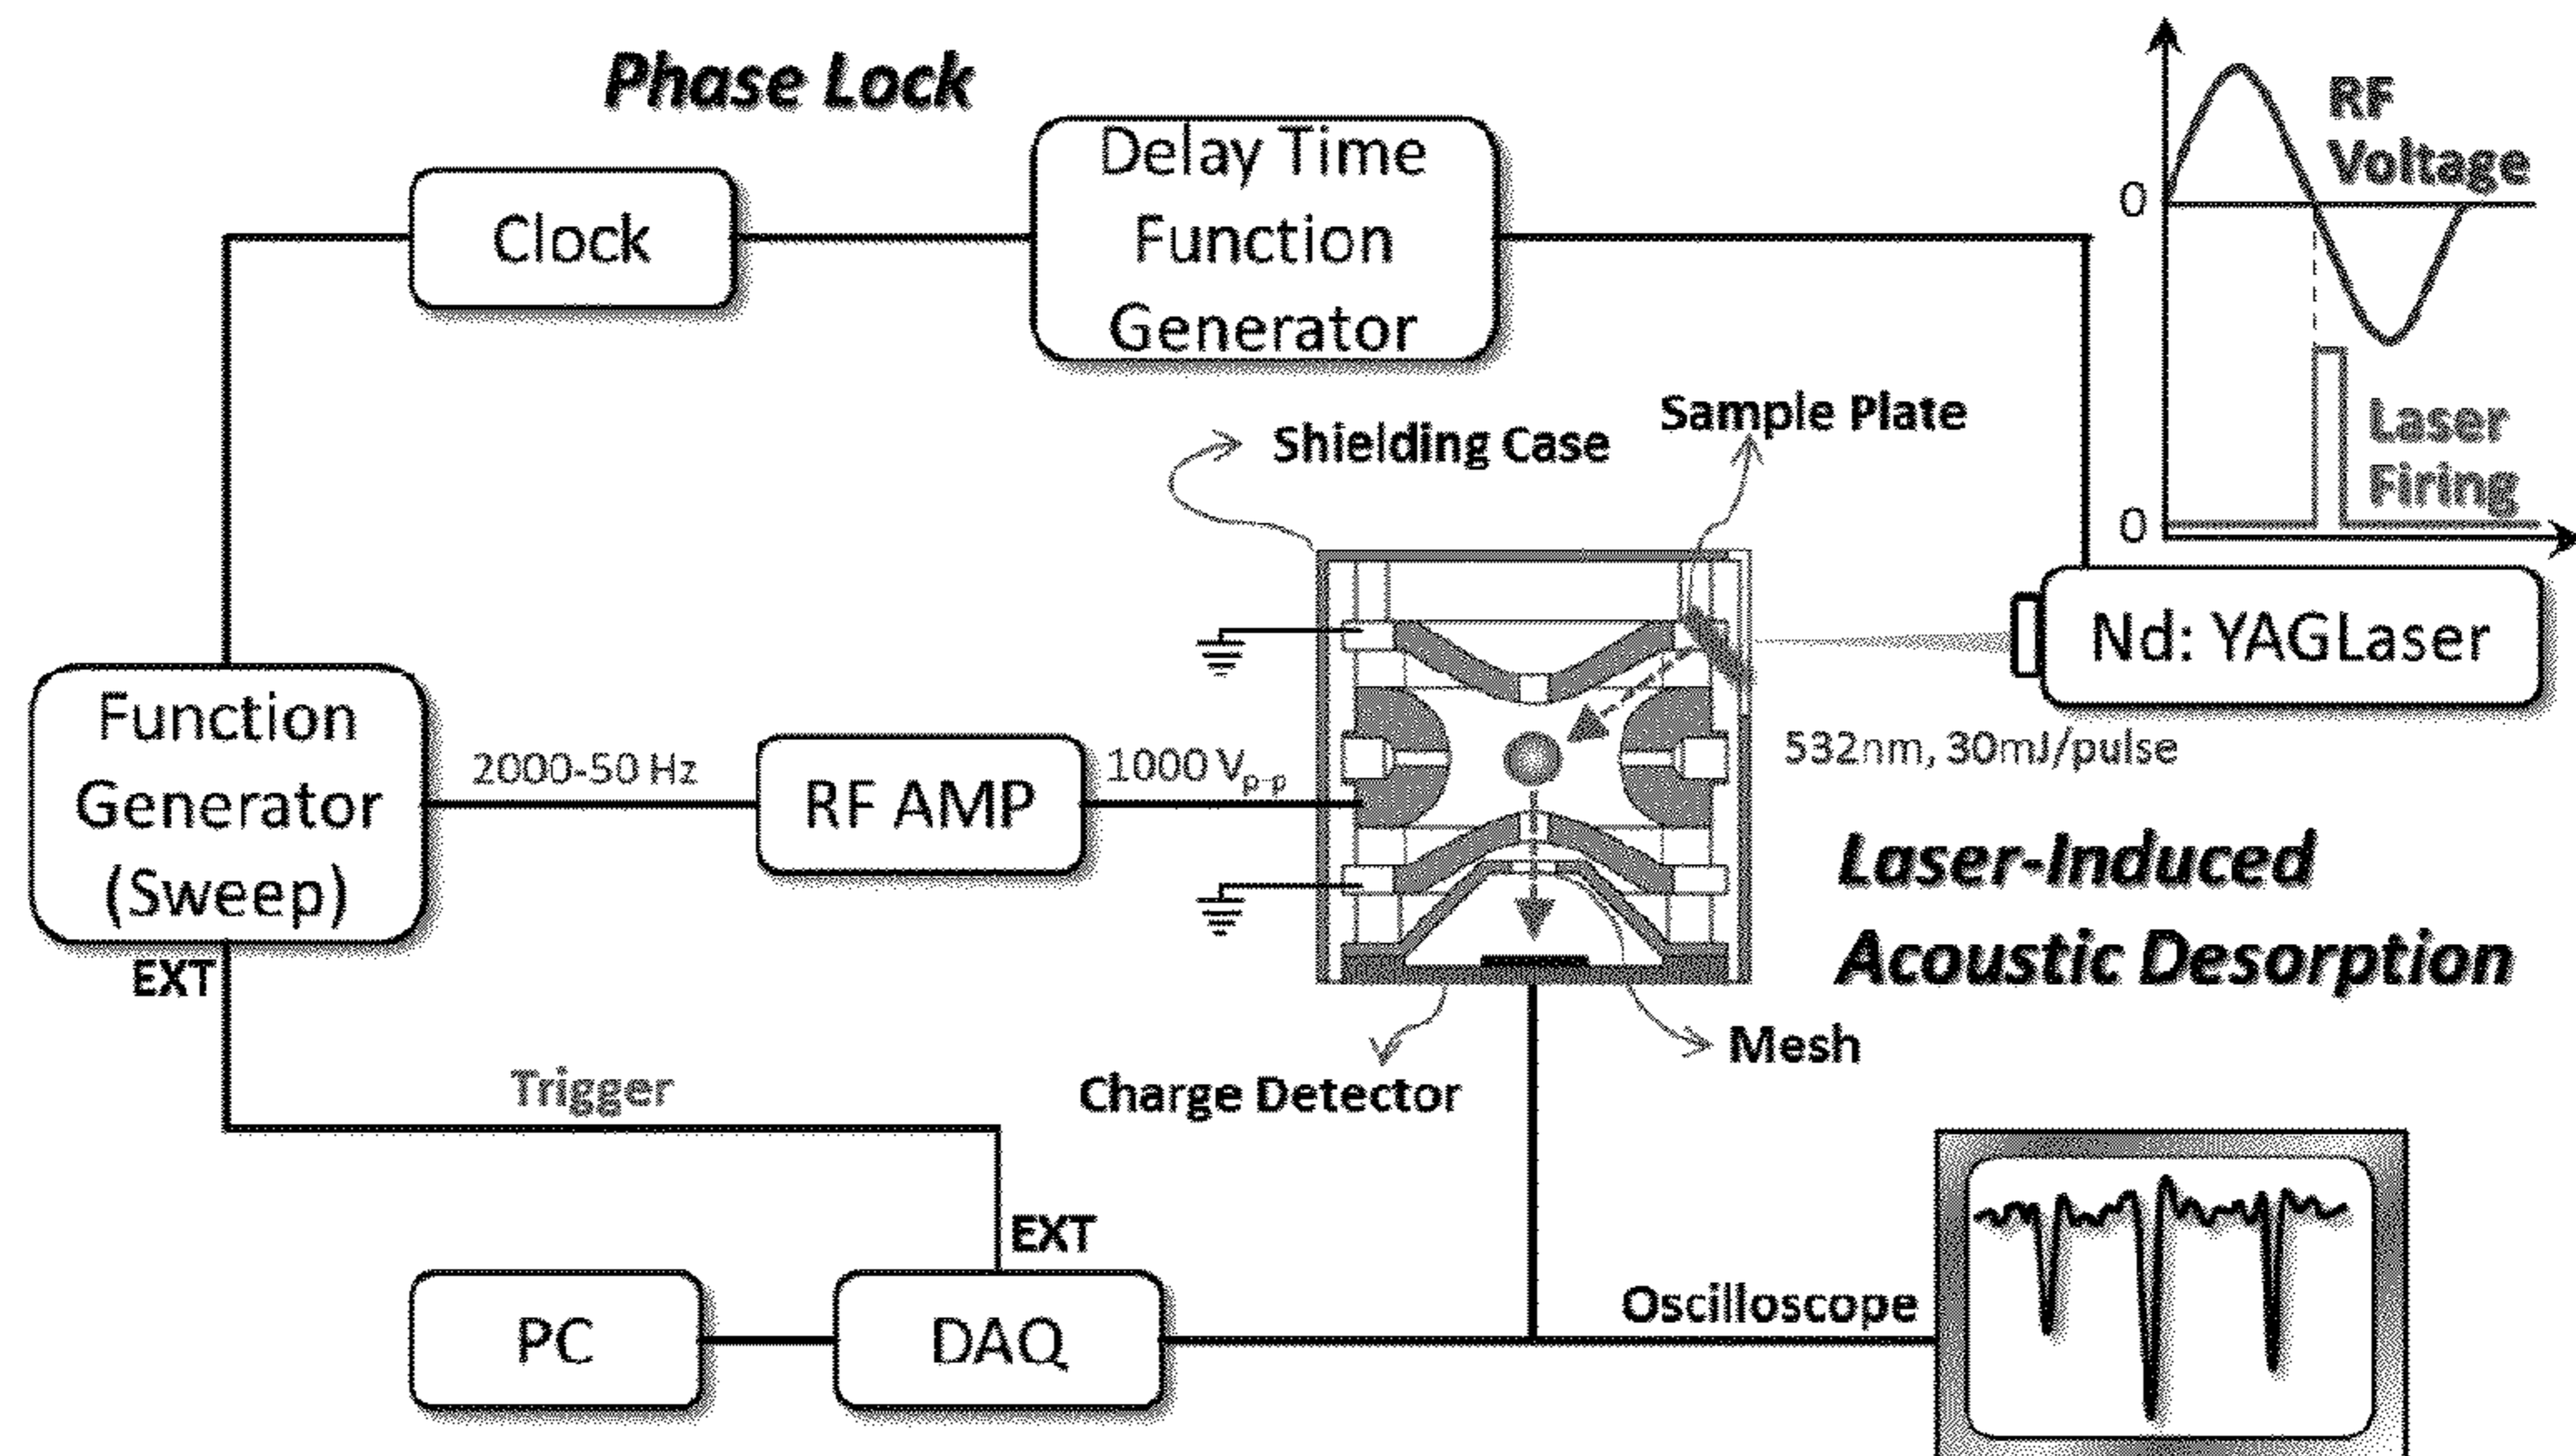 Phase Lock
Clock
Delay Time
Function
Generator
RF
Voltage
0
Laser
Firing
0
Shielding Case
Sample Plate
Nd: YAGLaser
532nm, 30mJ/pulse
Function
Generator
(Sweep)
2000-50 Hz
RF AMP
1000 Vp-p
Laser-Induced
Acoustic Desorption
EXT
Trigger
Charge Detector
Mesh
EXT
PC
DAQ
Oscilloscope